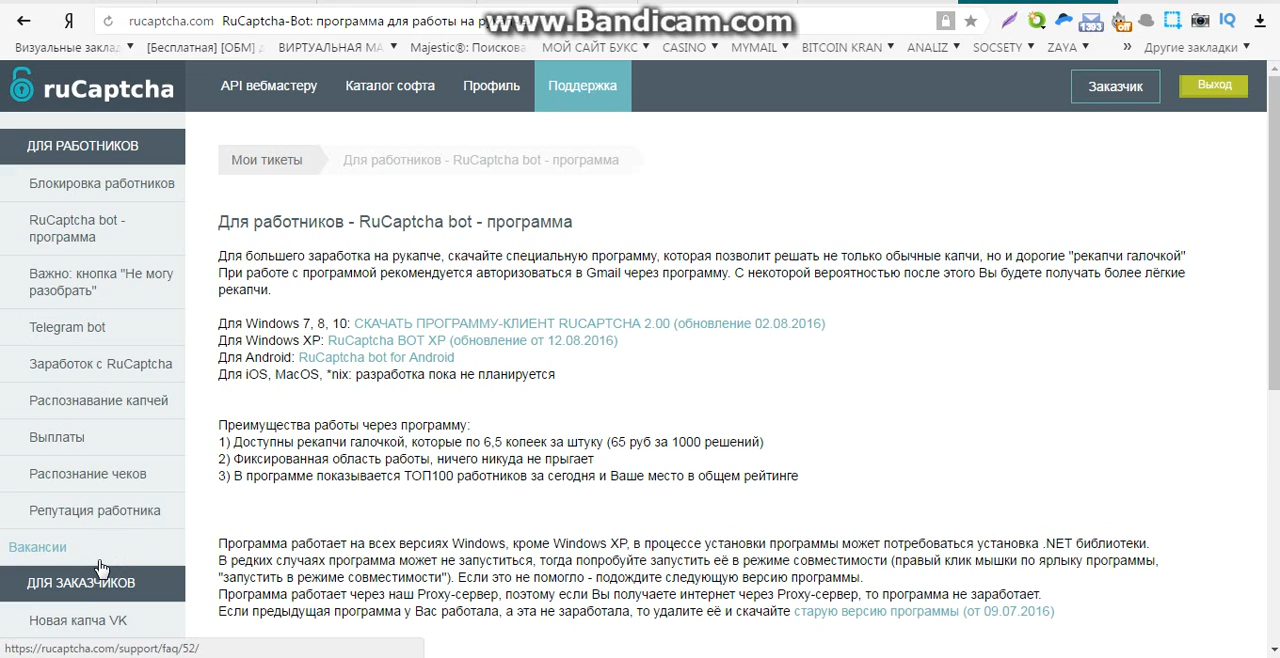 Я rucaptcha.com RuCaptcha-Bot: программа для работы на
www.Bandicam.com
Визуальные заклад [Бесплатная] [ОБМ] ВИРТУАЛЬНАЯ МА Majestic®: Поискова МОЙ САЙТ БУКС CASINO MYMAIL BITCOIN KRAN ANALIZ SOCSETY ZAYA » Другие закладки
ruCaptcha API вебмастеру Каталог софта Профиль Поддержка Заказчик Выход
ДЛЯ РАБОТНИКОВ
Блокировка работников
RuCaptcha bot -
программа
Важно: кнопка "Не могу
разобрать"
Telegram bot
Заработок с RuCaptcha
Распознавание капчей
Выплаты
Распознание чеков
Репутация работника
Вакансии
ДЛЯ ЗАКАЗЧИКОВ
Новая капча VK
https://rucaptcha.com/support/faq/52/
Мои тикеты Для работников - RuCaptcha bot - программа
Для работников - RuCaptcha bot - программа
Для большего заработка на рукапче, скачайте специальную программу, которая позволит решать не только обычные капчи, но и дорогие "рекапчи галочкой"
При работе с программой рекомендуется авторизоваться в Gmail через программу. С некоторой вероятностью после этого Вы будете получать более лёгкие
рекапчи.
Для Windows 7, 8, 10: СКАЧАТЬ ПРОГРАММУ-КЛИЕНТ RUCAPTCHA 2.00 (обновление 02.08.2016)
Для Windows XP: RuCaptcha BOT XP (обновление от 12.08.2016)
Для Android: RuCaptcha bot for Android
Для iOS, MacOS, *nix: разработка пока не планируется
Преимущества работы через программу:
1) Доступны рекапчи галочкой, которые по 6,5 копеек за штуку (65 руб за 1000 решений)
2) Фиксированная область работы, ничего никуда не прыгает
3) В программе показывается ТОП100 работников за сегодня и Ваше место в общем рейтинге
Программа работает на всех версиях Windows, кроме Windows XP, в процессе установки программы может потребоваться установка .NET библиотеки.
В редких случаях программа может не запуститься, тогда попробуйте запустить её в режиме совместимости (правый клик мышки по ярлыку программы,
"запустить в режиме совместимости"). Если это не помогло - подождите следующую версию программы.
Программа работает через наш Proxy-сервер, поэтому если Вы получаете интернет через Proxy-сервер, то программа не заработает.
Если предыдущая программа у Вас работала, а эта не заработала, то удалите её и скачайте старую версию программы (от 09.07.2016)